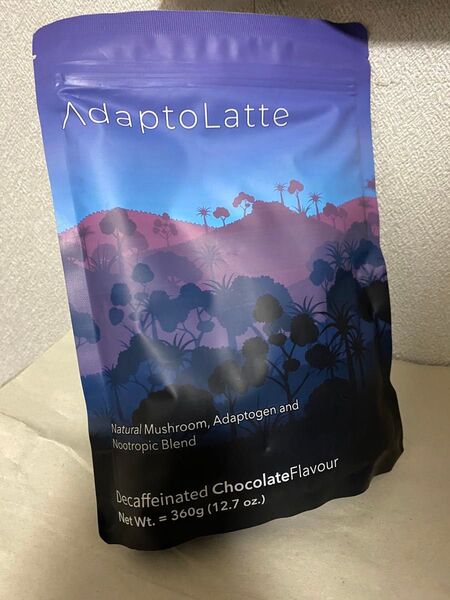 AdaptoLatte
Natural Mushroom, Adaptogen and
Nootropic Blend
Decaffeinated ChocolateFlavour
Net Wt. = 360g (12.7 oz.)